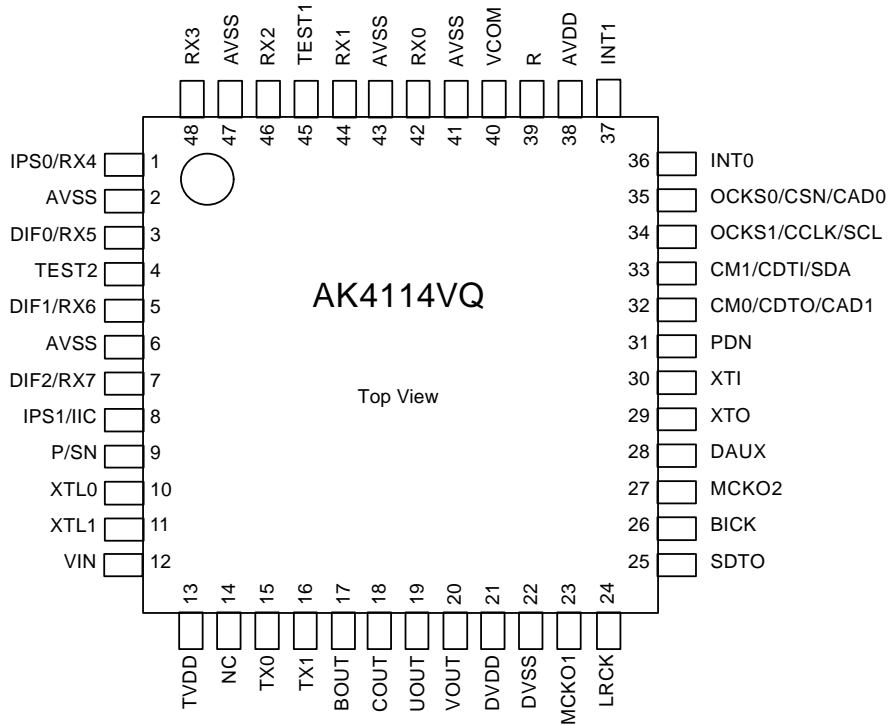 RX3 AVSS RX2 TEST1 RX1 AVSS RX0 AVSS VCOM R AVDD INT1
48 47 46 45 44 43 42 41 40 39 38 37
IPS0/RX4 1 36 INT0
AVSS 2 35 OCKS0/CSN/CAD0
DIF0/RX5 3 34 OCKS1/CCLK/SCL
TEST2 4 33 CM1/CDTI/SDA
DIF1/RX6 5 32 CM0/CDTO/CAD1
AK4114VQ
AVSS 6 31 PDN
DIF2/RX7 7 30 XTI
Top View
IPS1/IIC 8 29 XTO
P/SN 9 28 DAUX
XTL0 10 27 MCKO2
XTL1 11 26 BICK
VIN 12 25 SDTO
13 14 15 16 17 18 19 20 21 22 23 24
TVDD NC TX0 TX1 BOUT COUT UOUT VOUT DVDD DVSS MCKO1 LRCK